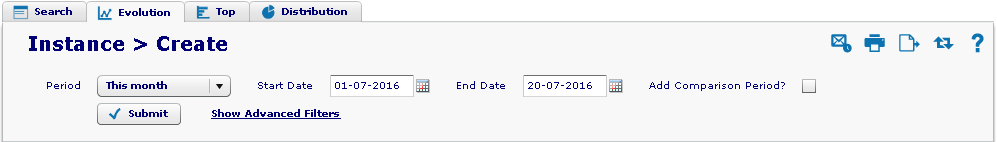 Search Evolution Top Distribution
Instance > Create
Period This month Start Date 01-07-2016 End Date 20-07-2016 Add Comparison Period?
Submit Show Advanced Filters